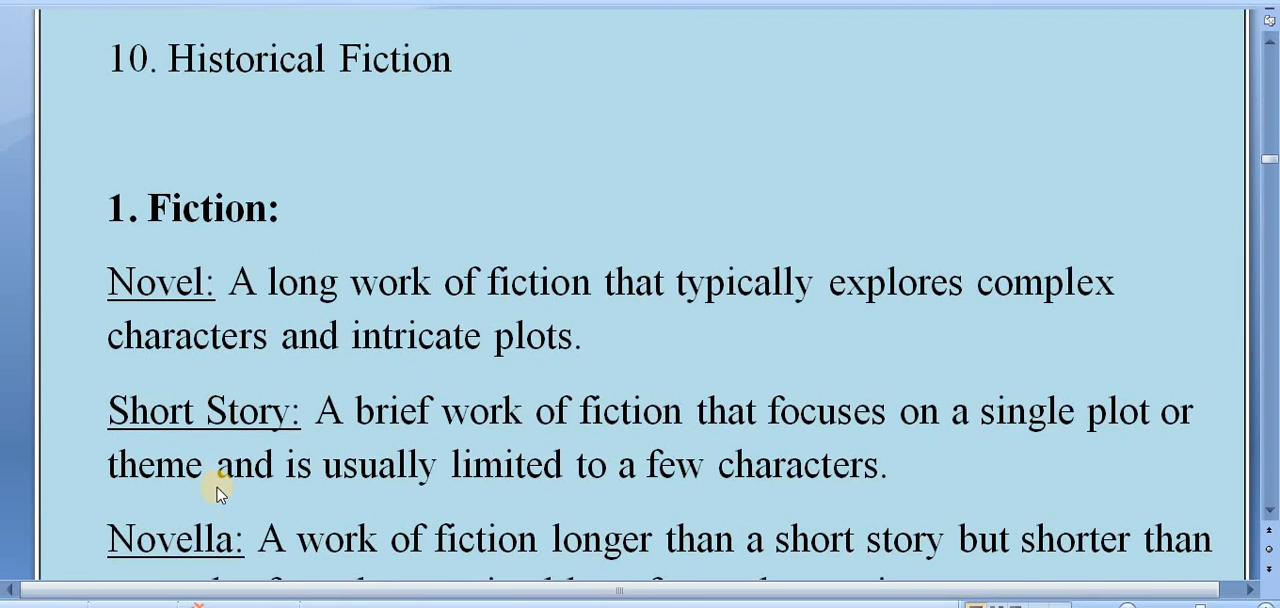 10. Historical Fiction
1. Fiction:
Novel: A long work of fiction that typically explores complex
characters and intricate plots.
Short Story: A brief work of fiction that focuses on a single plot or
theme and is usually limited to a few characters.
Novella: A work of fiction longer than a short story but shorter than